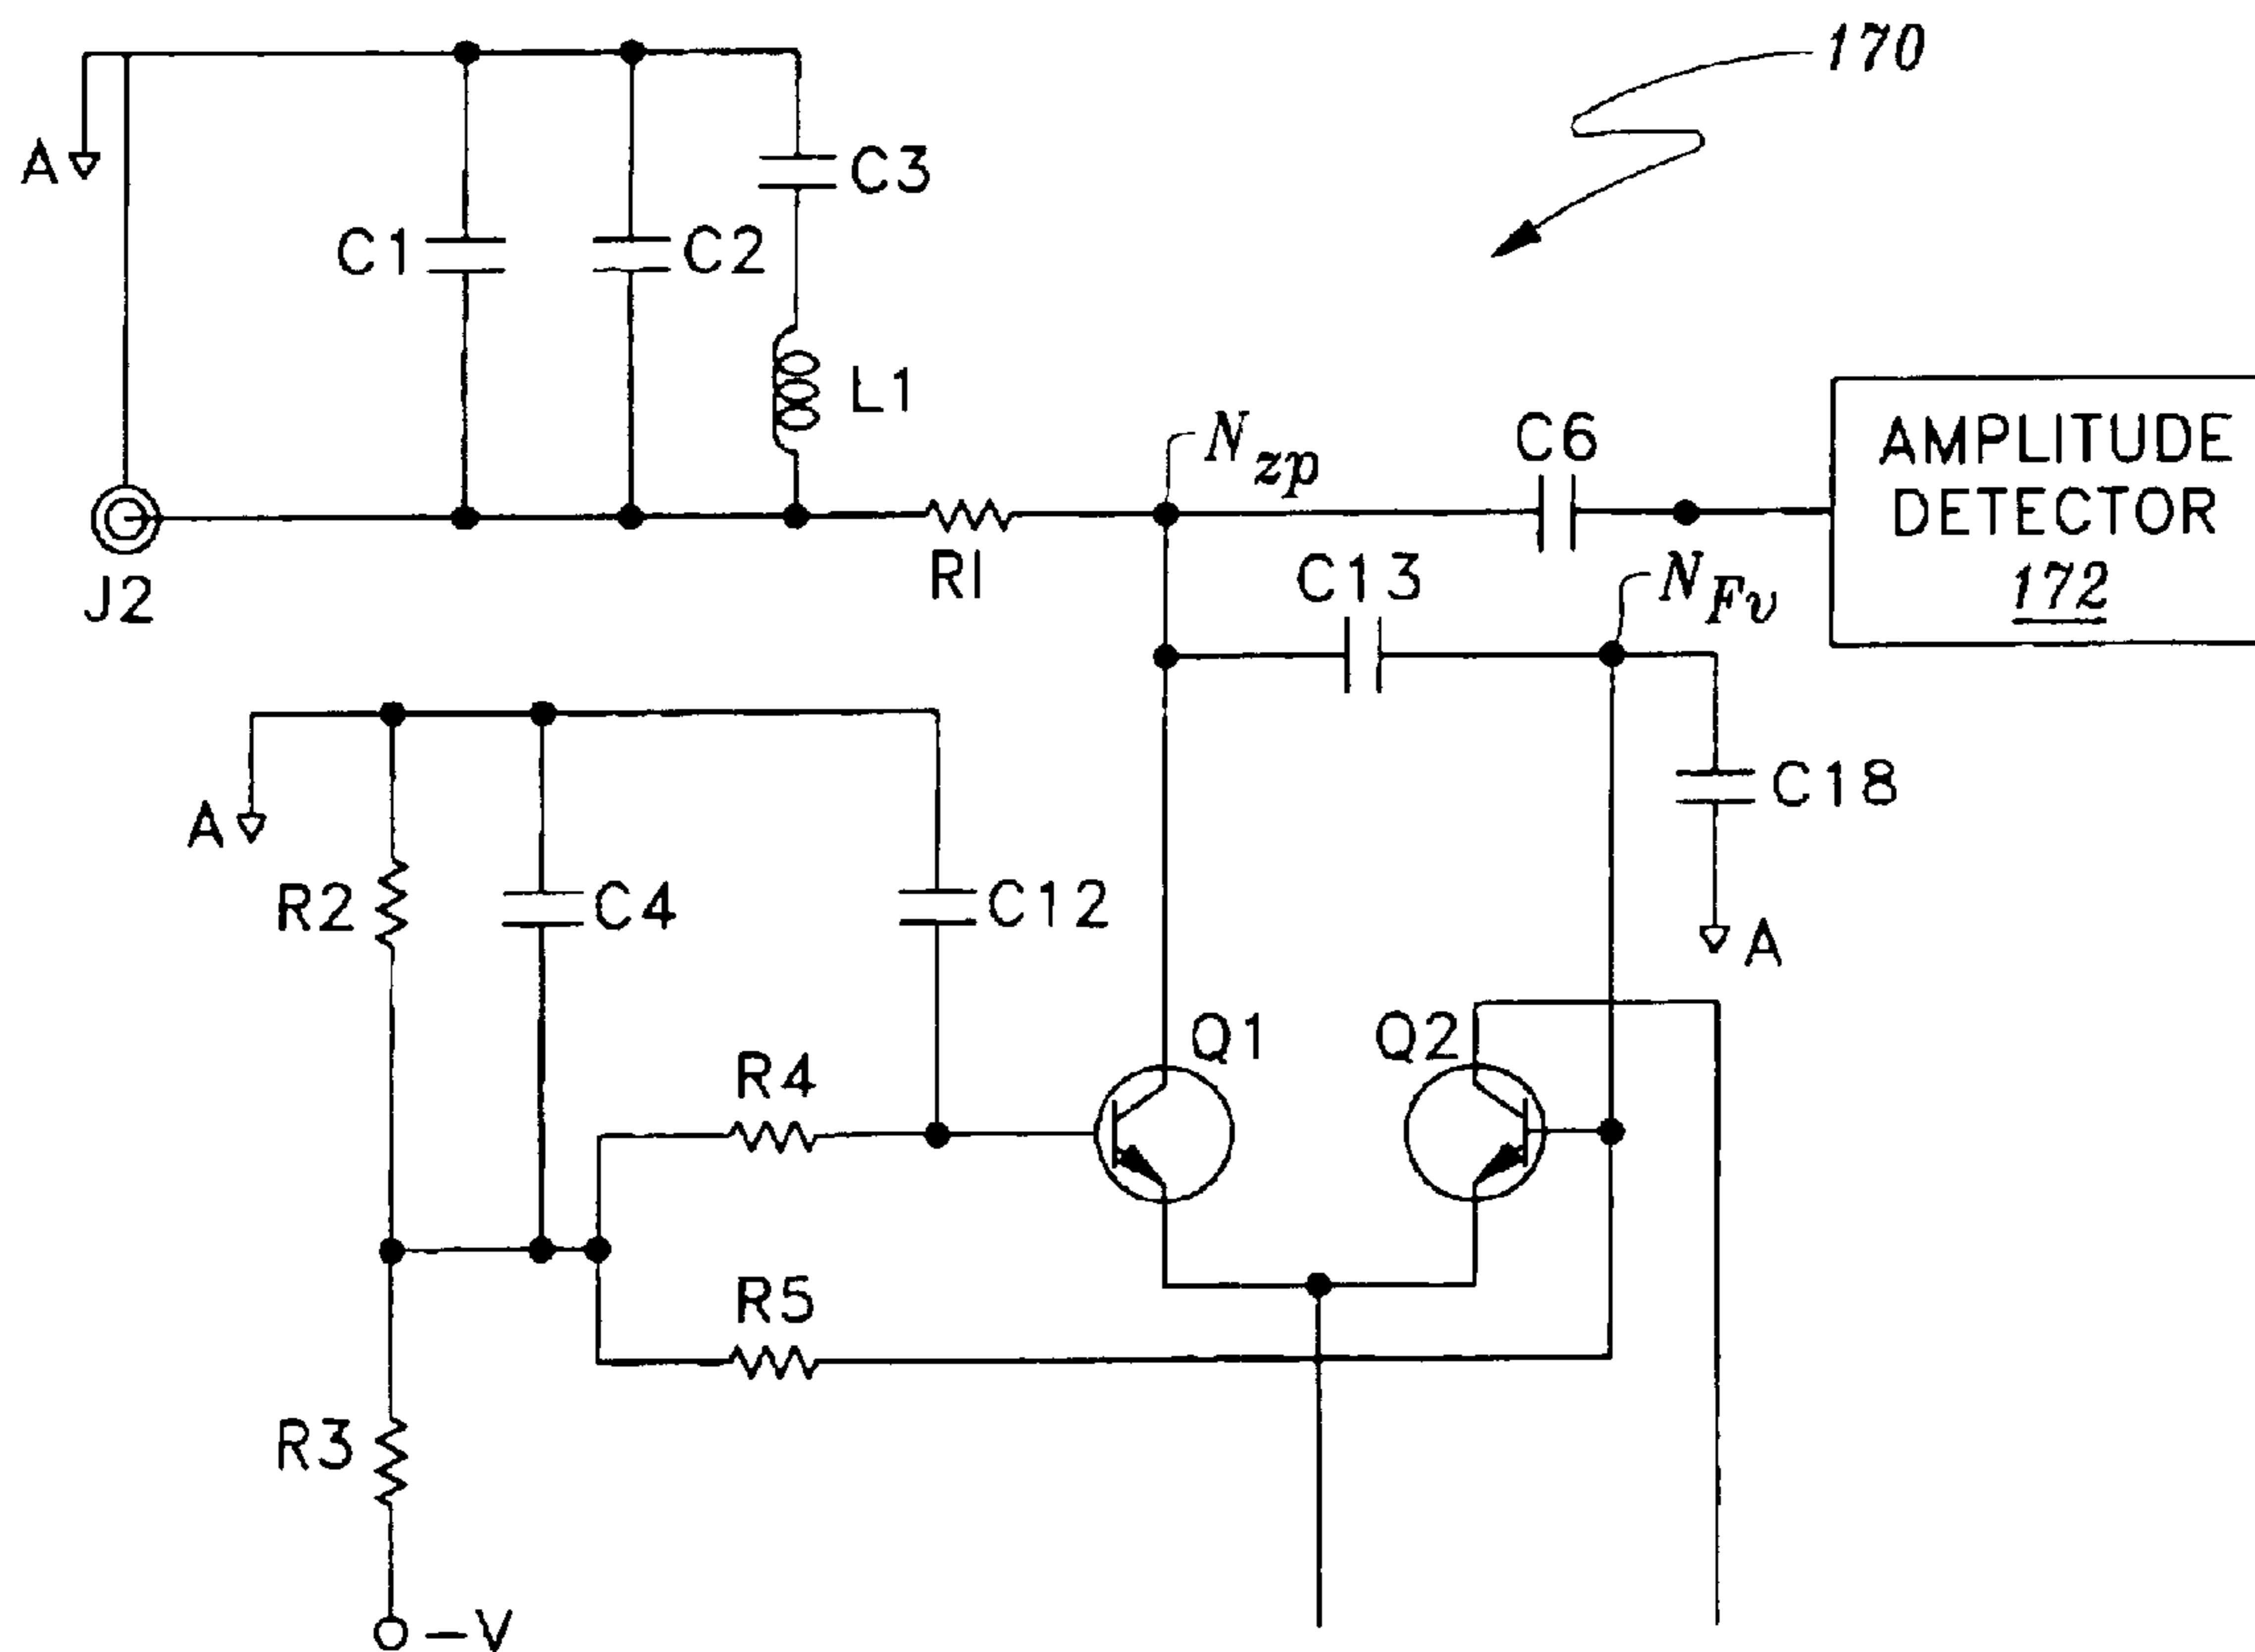 170
A
C3
C1
C2
L1
N_zp
C6
AMPLITUDE
DETECTOR
172
J2
R1
C13
N_Fv
A
C18
R2
C4
C12
A
Q1
Q2
R4
R5
R3
−V